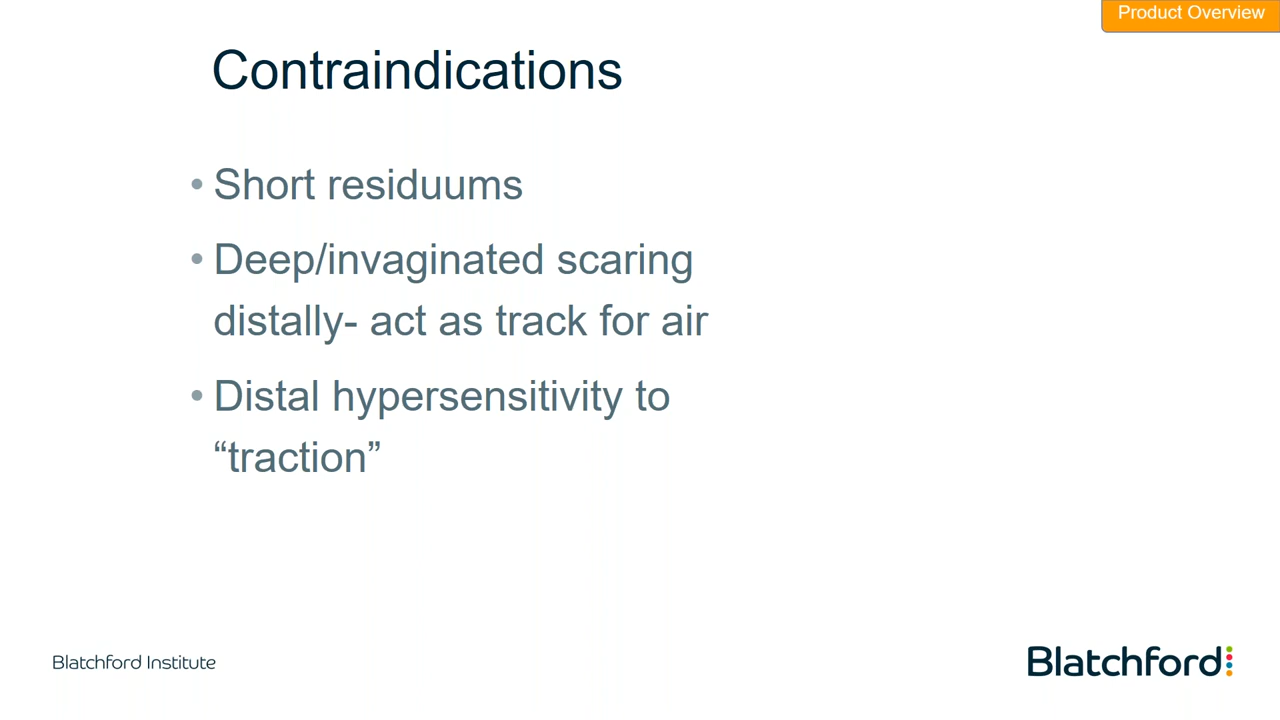 Product Overview
Contraindications
• Short residuums
• Deep/invaginated scaring
distally- act as track for air
• Distal hypersensitivity to
“traction”
Blatchford Institute
Blatchford